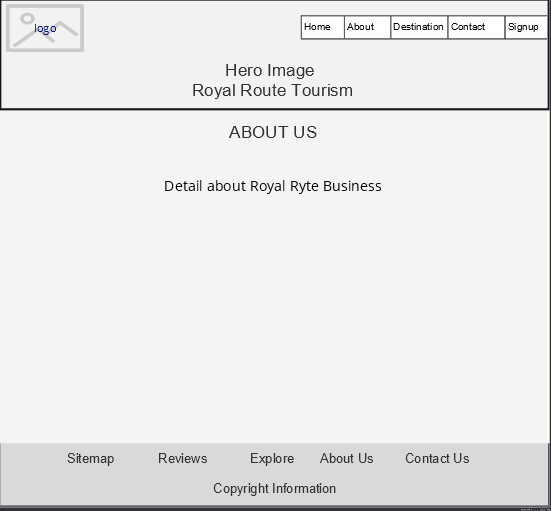 logo
Home About Destination Contact Signup
Hero Image
Royal Route Tourism
ABOUT US
Detail about Royal Ryte Business
Sitemap Reviews Explore About Us Contact Us
Copyright Information